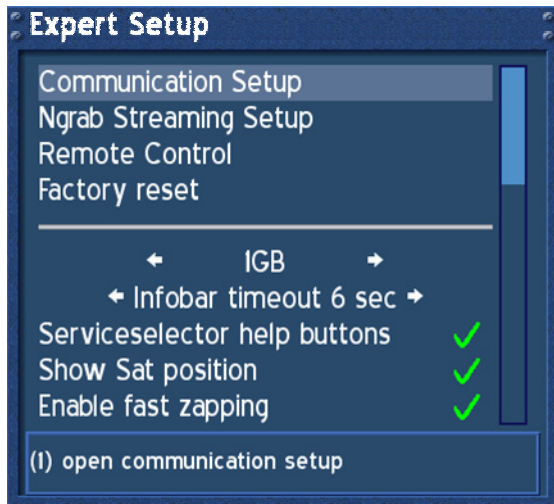 Expert Setup
Communication Setup
Ngrab Streaming Setup
Remote Control
Factory reset
1GB
Infobar timeout 6 sec
Serviceselector help buttons
Show Sat position
Enable fast zapping
(1) open communication setup